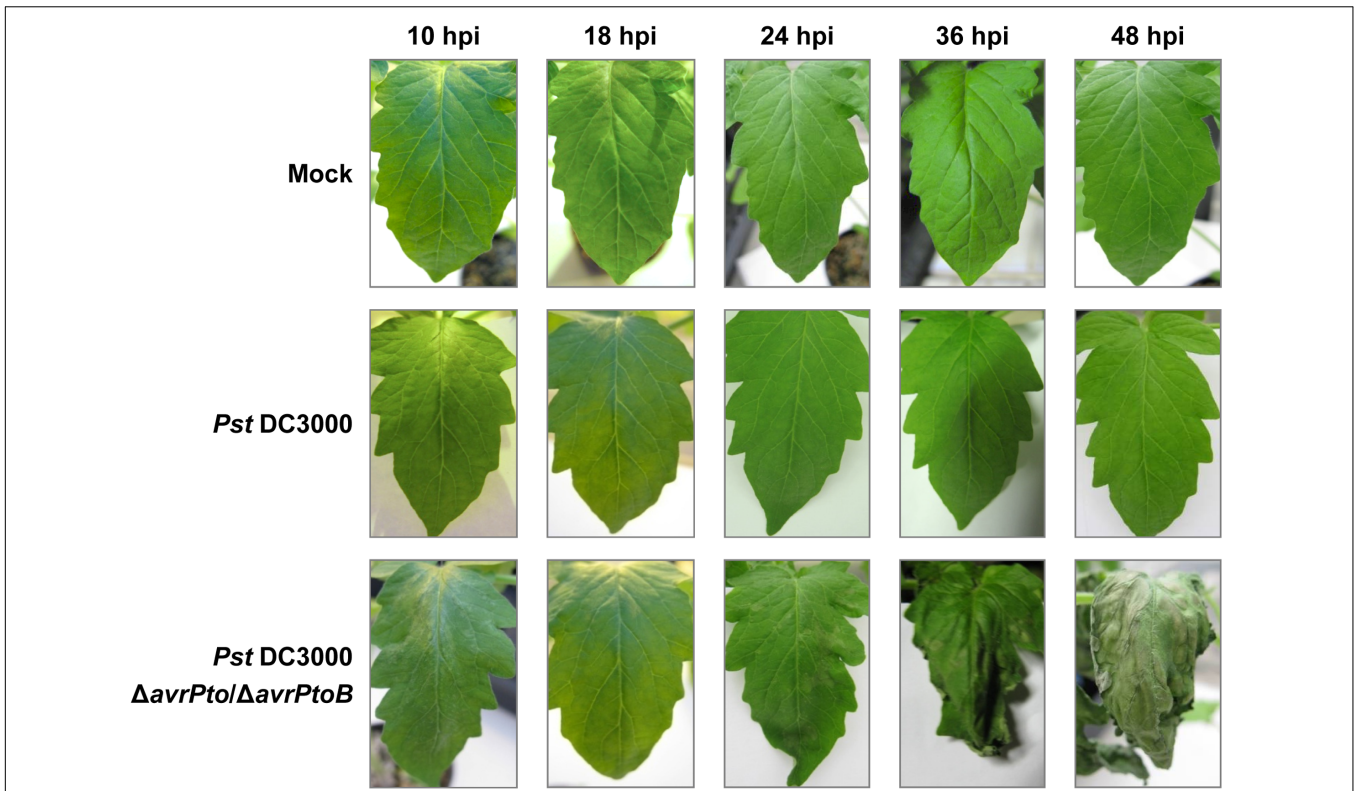 10 hpi 18 hpi 24 hpi 36 hpi 48 hpi
Mock
Pst DC3000
Pst DC3000
ΔavrPto/ΔavrPtoB